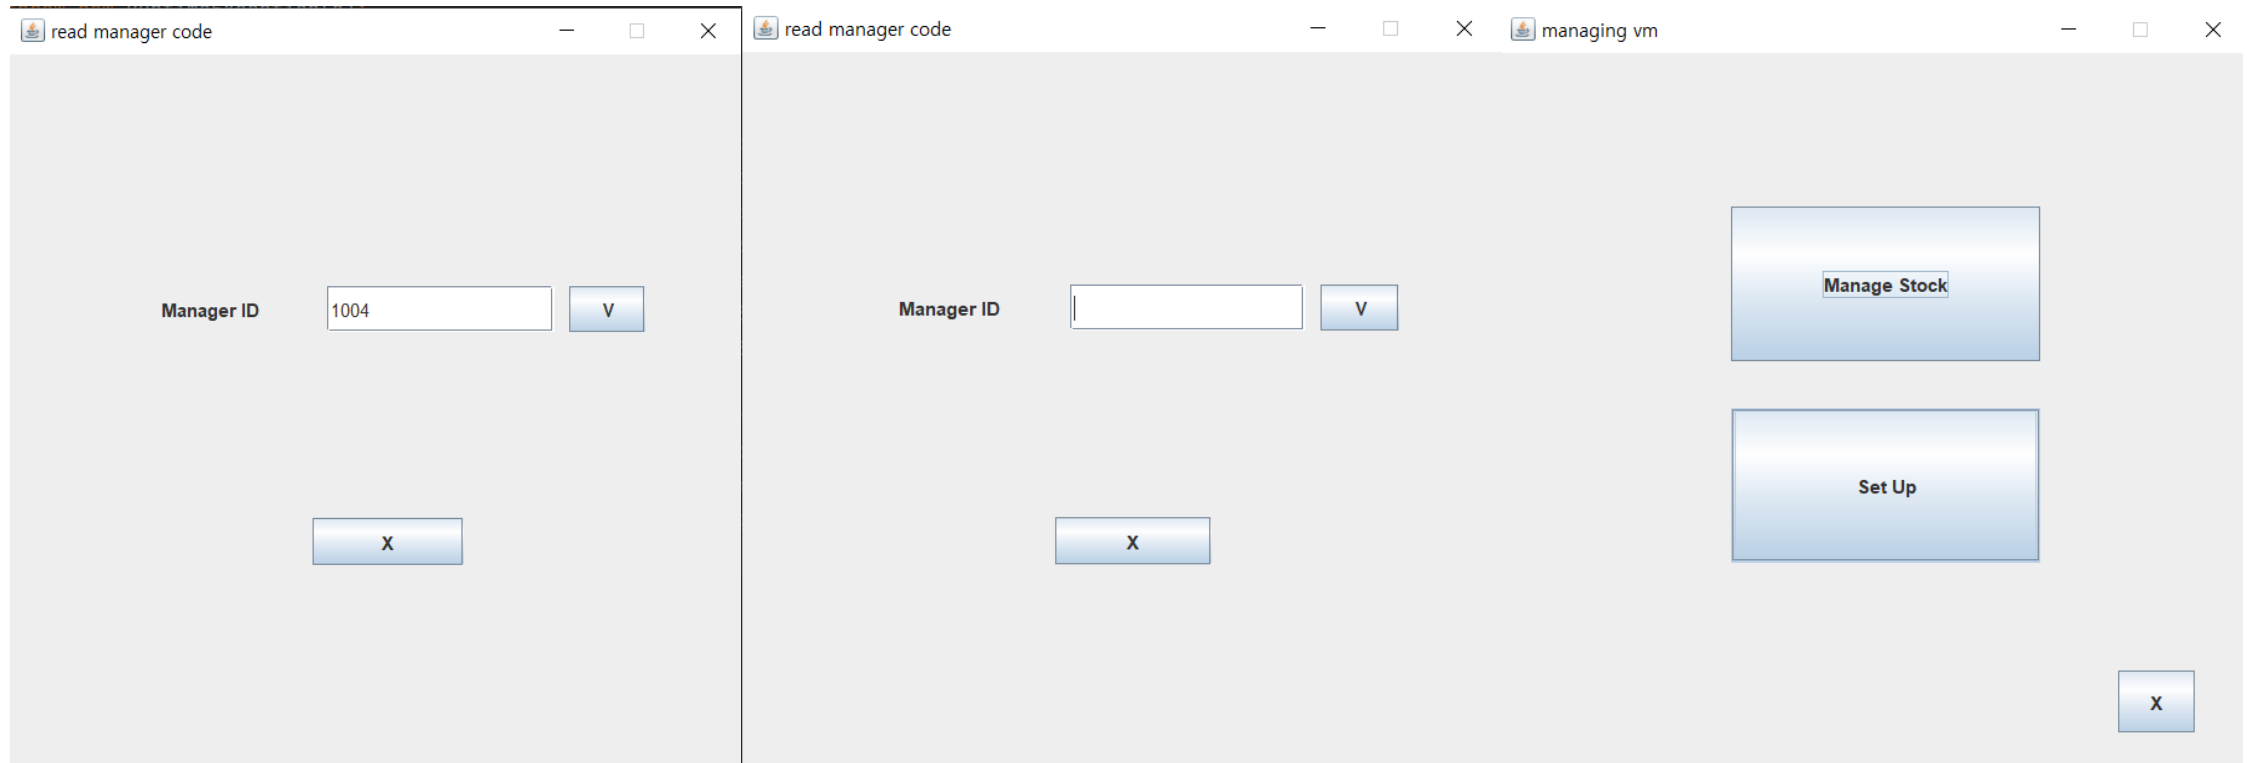 read manager code
Manager ID
1004
V
X
read manager code
Manager ID
V
X
managing vm
Manage Stock
Set Up
X